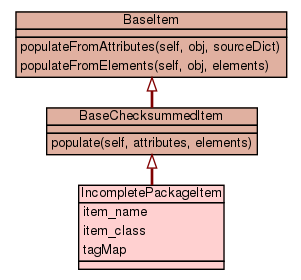 BaseItem
populateFromAttributes(self, obj, sourceDict)
populateFromElements(self, obj, elements)
BaseChecksummedItem
populate(self, attributes, elements)
IncompletePackageItem
item_name
item_class
tagMap